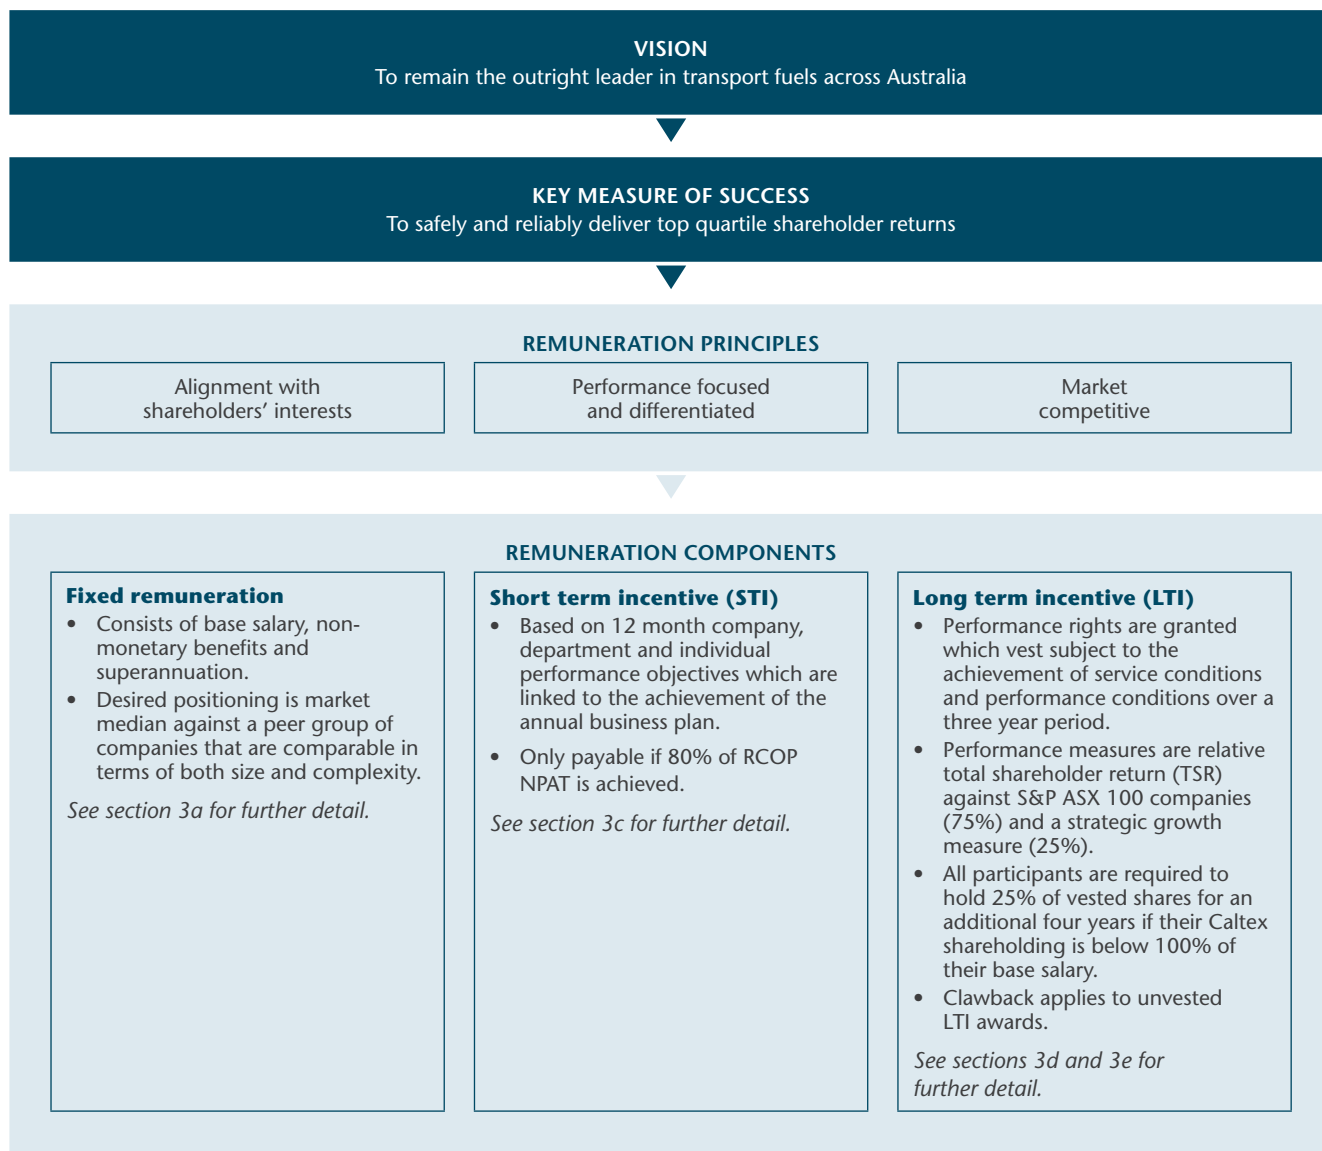 VISION
To remain the outright leader in transport fuels across Australia
KEY MEASURE OF SUCCESS
To safely and reliably deliver top quartile shareholder returns
REMUNERATION PRINCIPLES
Alignment with
shareholders’ interests
Performance focused
and differentiated
Market
competitive
REMUNERATION COMPONENTS
Fixed remuneration
• Consists of base salary, non-
monetary benefits and
superannuation.
• Desired positioning is market
median against a peer group of
companies that are comparable in
terms of both size and complexity.
See section 3a for further detail.
Short term incentive (STI)
• Based on 12 month company,
department and individual
performance objectives which are
linked to the achievement of the
annual business plan.
• Only payable if 80% of RCOP
NPAT is achieved.
See section 3c for further detail.
Long term incentive (LTI)
• Performance rights are granted
which vest subject to the
achievement of service conditions
and performance conditions over a
three year period.
• Performance measures are relative
total shareholder return (TSR)
against S&P ASX 100 companies
(75%) and a strategic growth
measure (25%).
• All participants are required to
hold 25% of vested shares for an
additional four years if their Caltex
shareholding is below 100% of
their base salary.
• Clawback applies to unvested
LTI awards.
See sections 3d and 3e for
further detail.